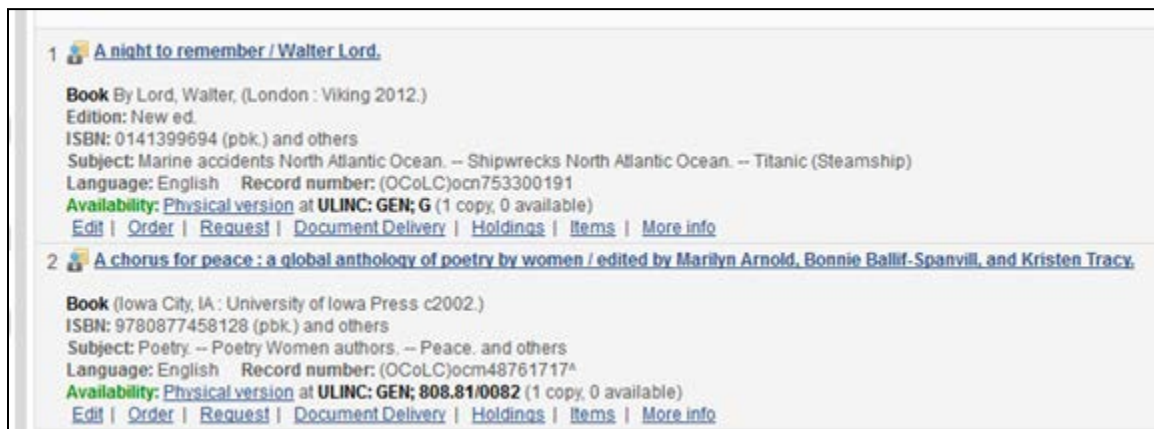 1 A night to remember / Walter Lord.
Book By Lord, Walter, (London : Viking 2012.)
Edition: New ed.
ISBN: 0141399694 (pbk.) and others
Subject: Marine accidents North Atlantic Ocean. -- Shipwrecks North Atlantic Ocean. -- Titanic (Steamship)
Language: English Record number: (OCoLC)ocn753300191
Availability: Physical version at ULINC: GEN; G (1 copy, 0 available)
Edit | Order | Request | Document Delivery | Holdings | Items | More info
2 A chorus for peace : a global anthology of poetry by women / edited by Marilyn Arnold, Bonnie Ballif-Spanvill, and Kristen Tracy.
Book (Iowa City, IA : University of Iowa Press c2002.)
ISBN: 9780877458128 (pbk.) and others
Subject: Poetry. -- Poetry Women authors. -- Peace. and others
Language: English Record number: (OCoLC)ocm48761717^
Availability: Physical version at ULINC: GEN; 808.81/0082 (1 copy, 0 available)
Edit | Order | Request | Document Delivery | Holdings | Items | More info